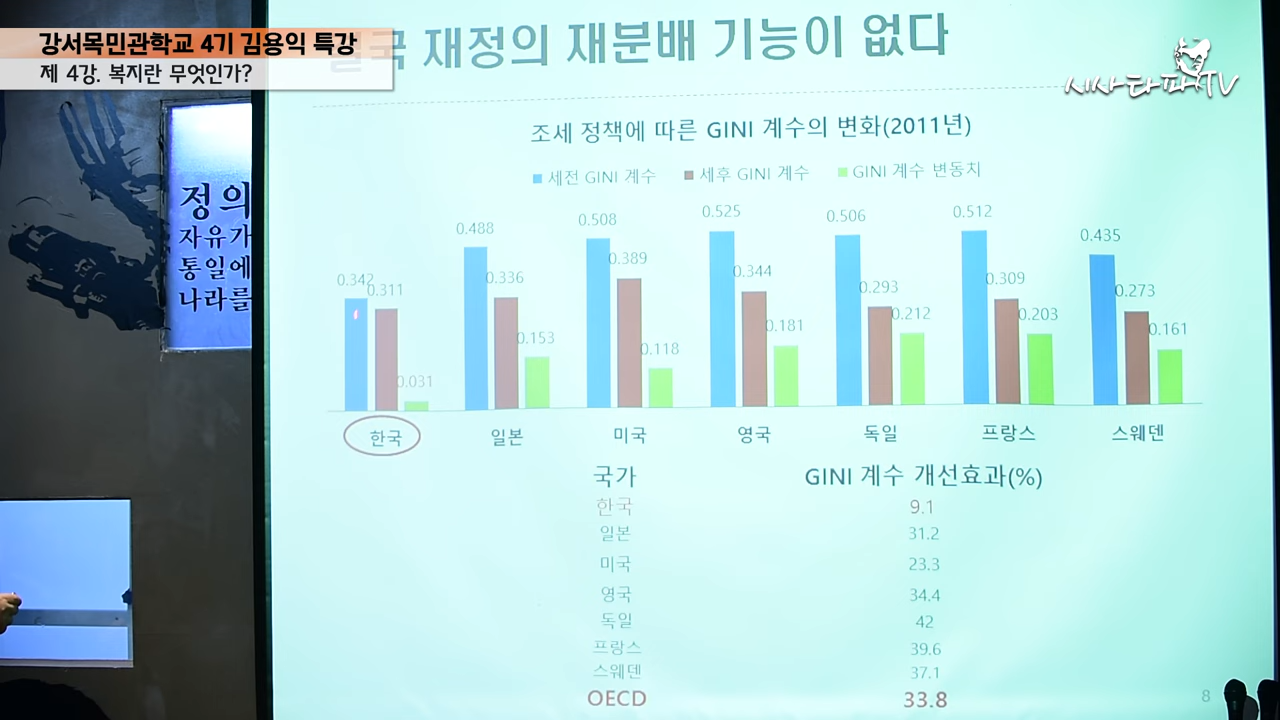 강서목민관학교 4기 김용익 특강
제 4강. 복지란 무엇인가?
시사타파TV
정의
자유가
통일에
나라를
재정의 재분배 기능이 없다
조세 정책에 따른 GINI 계수의 변화(2011년)
세전 GINI 계수 세후 GINI 계수 GINI 계수 변동치
0.342 0.311 0.031
0.488 0.336 0.153
0.508 0.389 0.118
0.525 0.344 0.181
0.506 0.293 0.212
0.512 0.309 0.203
0.435 0.273 0.161
한국 일본 미국 영국 독일 프랑스 스웨덴
국가 GINI 계수 개선효과(%)
한국 9.1
일본 31.2
미국 23.3
영국 34.4
독일 42
프랑스 39.6
스웨덴 37.1
OECD 33.8
8